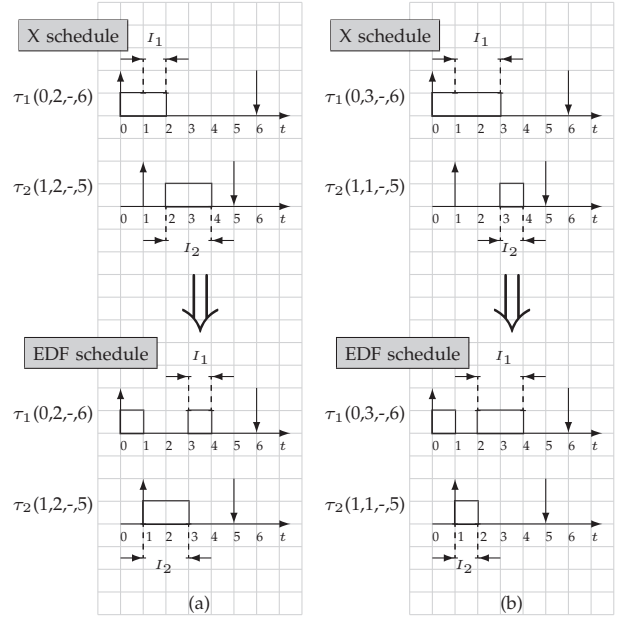 X schedule
I1
τ1(0,2,-,6)
0 1 2 3 4 5 6 t
τ2(1,2,-,5)
0 1 2 3 4 5 6 t
I2
EDF schedule
I1
τ1(0,2,-,6)
0 1 2 3 4 5 6 t
τ2(1,2,-,5)
0 1 2 3 4 5 6 t
I2
(a)
X schedule
I1
τ1(0,3,-,6)
0 1 2 3 4 5 6 t
τ2(1,1,-,5)
0 1 2 3 4 5 6 t
I2
EDF schedule
I1
τ1(0,3,-,6)
0 1 2 3 4 5 6 t
τ2(1,1,-,5)
0 1 2 3 4 5 6 t
I2
(b)